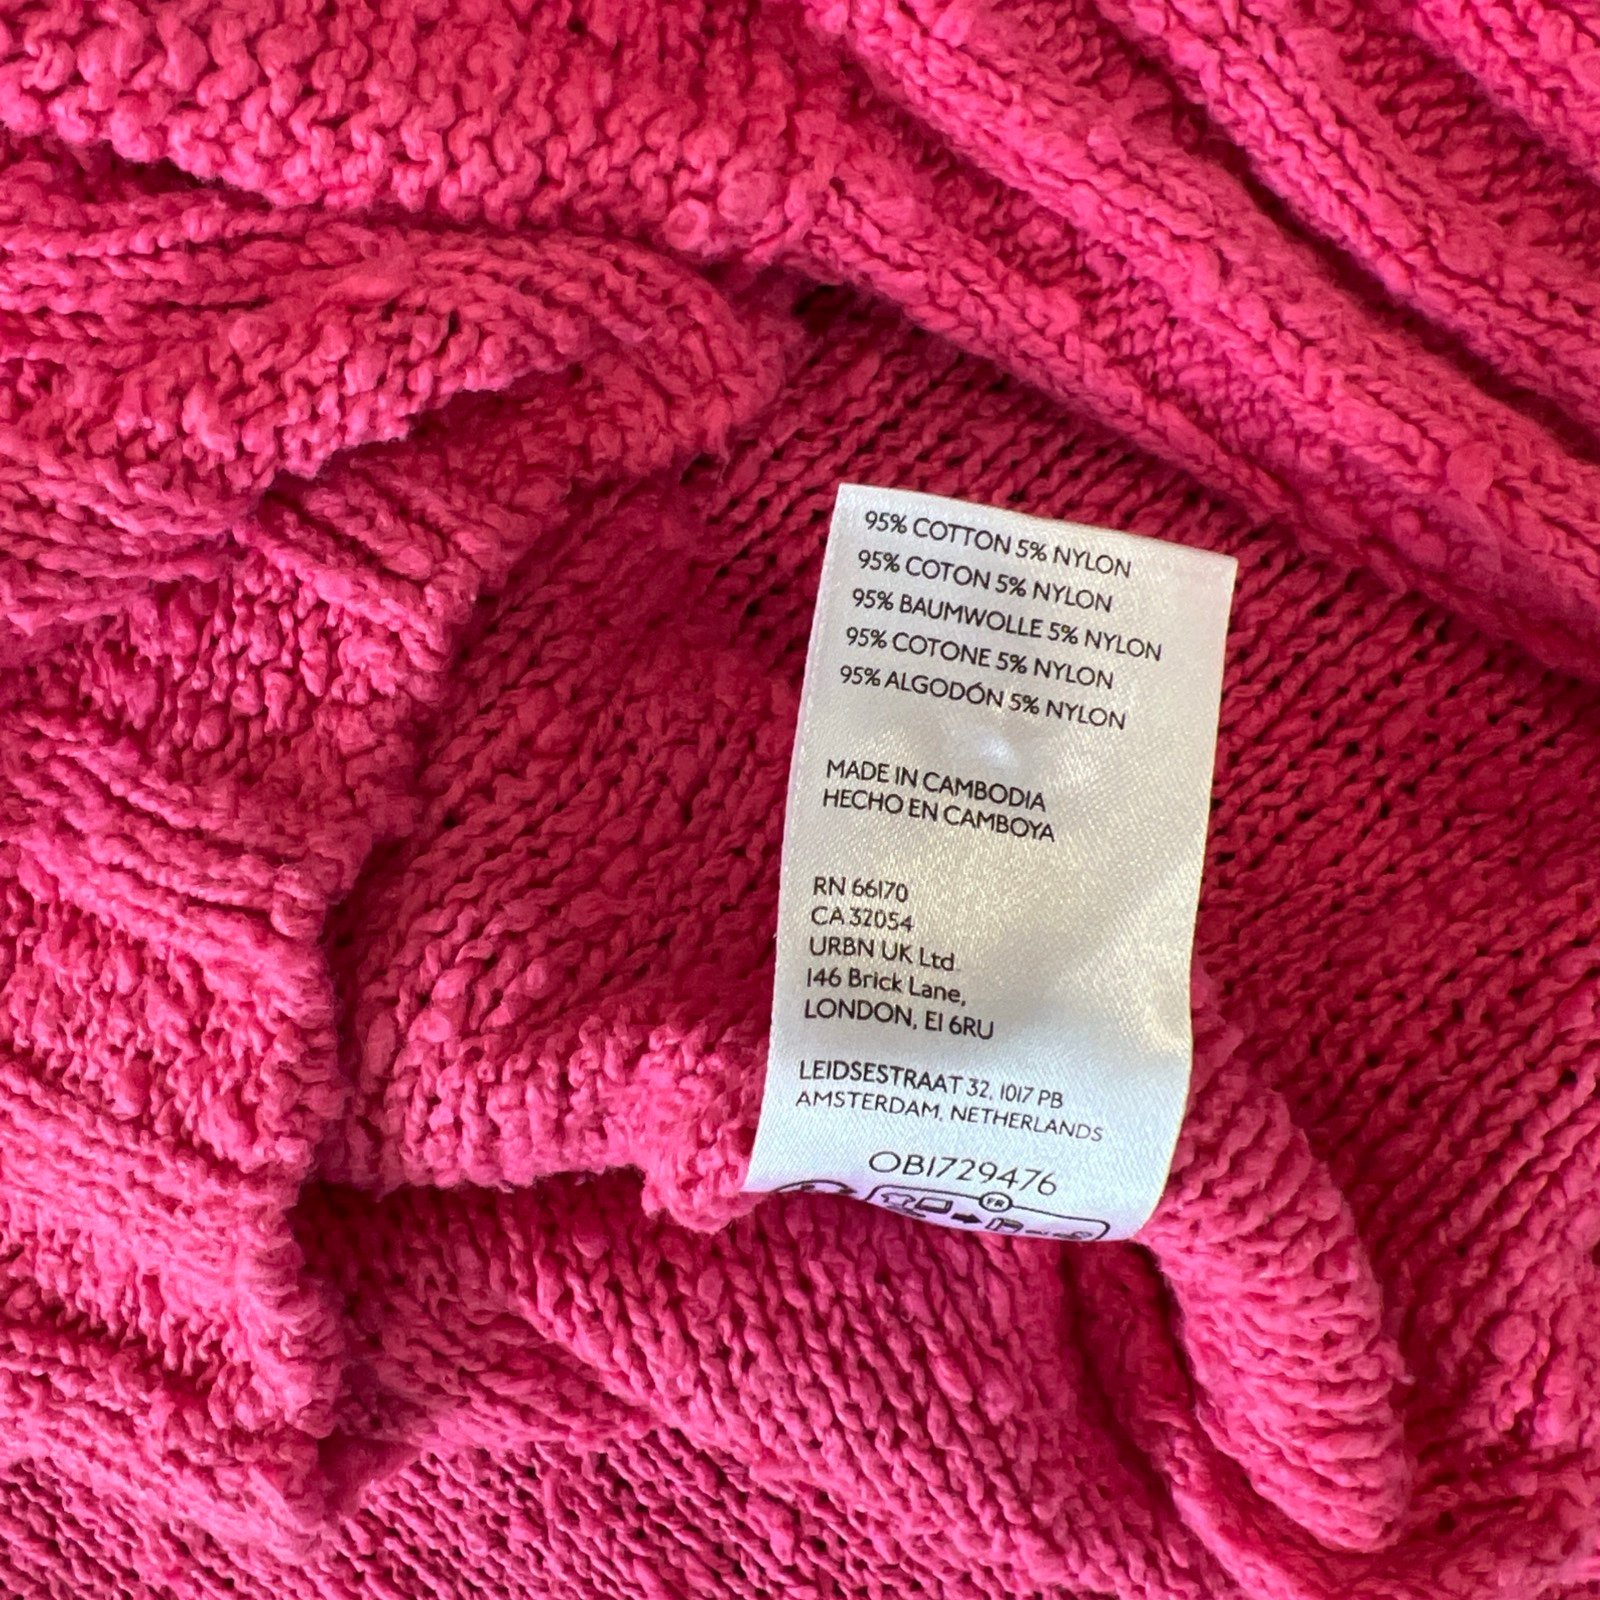 95% COTTON 5% NYLON
95% COTON 5% NYLON
95% BAUMWOLLE 5% NYLON
95% COTONE 5% NYLON
95% ALGODÓN 5% NYLON
MADE IN CAMBODIA
HECHO EN CAMBOYA
RN 66170
CA 32054
URBN UK Ltd
146 Brick Lane,
LONDON, E1 6RU
LEIDSESTRAAT 32, 1017 PB
AMSTERDAM, NETHERLANDS
OB1729476
FR